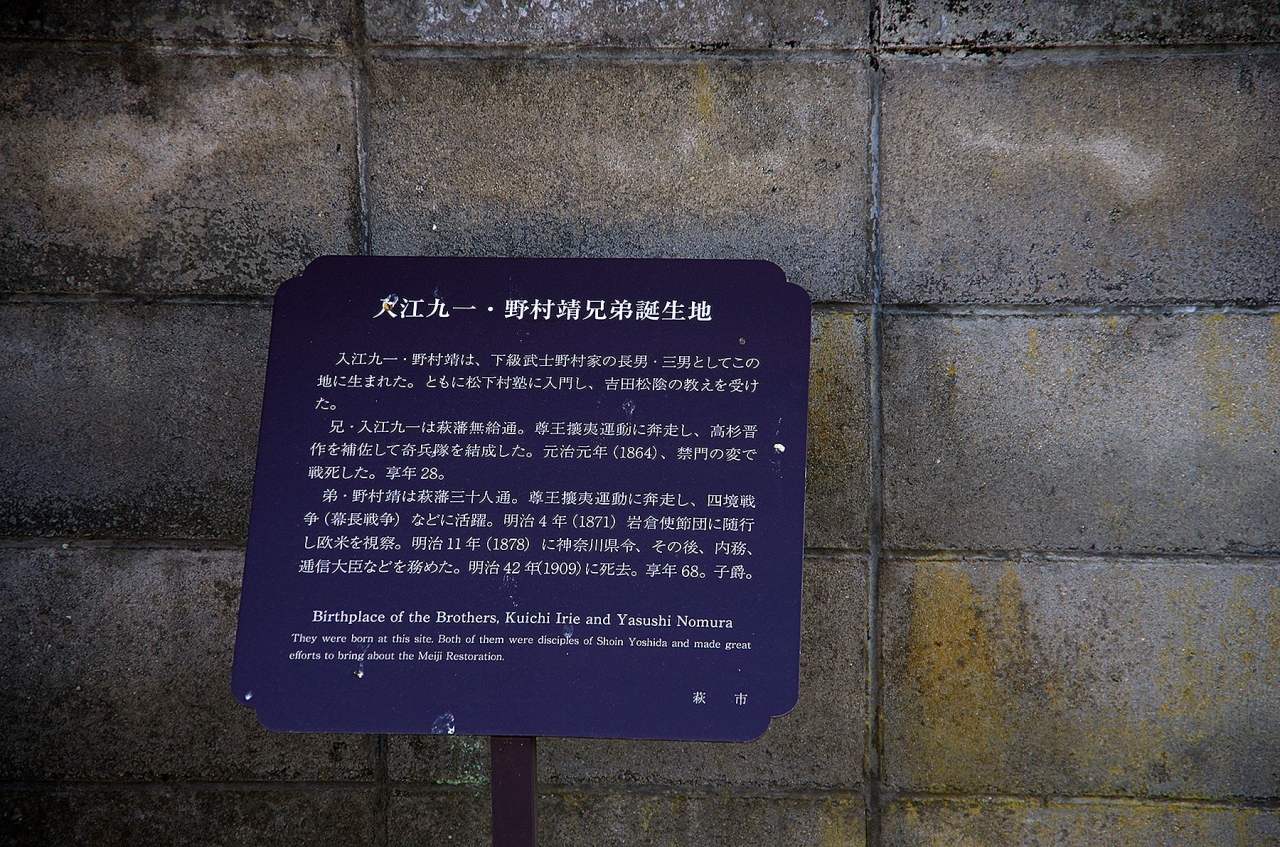 入江九一・野村靖兄弟誕生地
入江九一・野村靖は、下級武士野村家の長男・三男としてこの
地に生まれた。ともに松下村塾に入門し、吉田松陰の教えを受け
た。
兄・入江九一は萩藩無給通。尊王攘夷運動に奔走し、高杉晋
作を補佐して奇兵隊を結成した。元治元年(1864)、禁門の変で
戦死した。享年28。
弟・野村靖は萩藩三十人通。尊王攘夷運動に奔走し、四境戦
争(幕長戦争)などに活躍。明治4年(1871)岩倉使節団に随行
し欧米を視察。明治11年(1878)に神奈川県令、その後、内務、
逓信大臣などを務めた。明治42年(1909)に死去。享年68。子爵。
Birthplace of the Brothers, Kuichi Irie and Yasushi Nomura
They were born at this site. Both of them were disciples of Shoin Yoshida and made great
efforts to bring about the Meiji Restoration.
萩 市